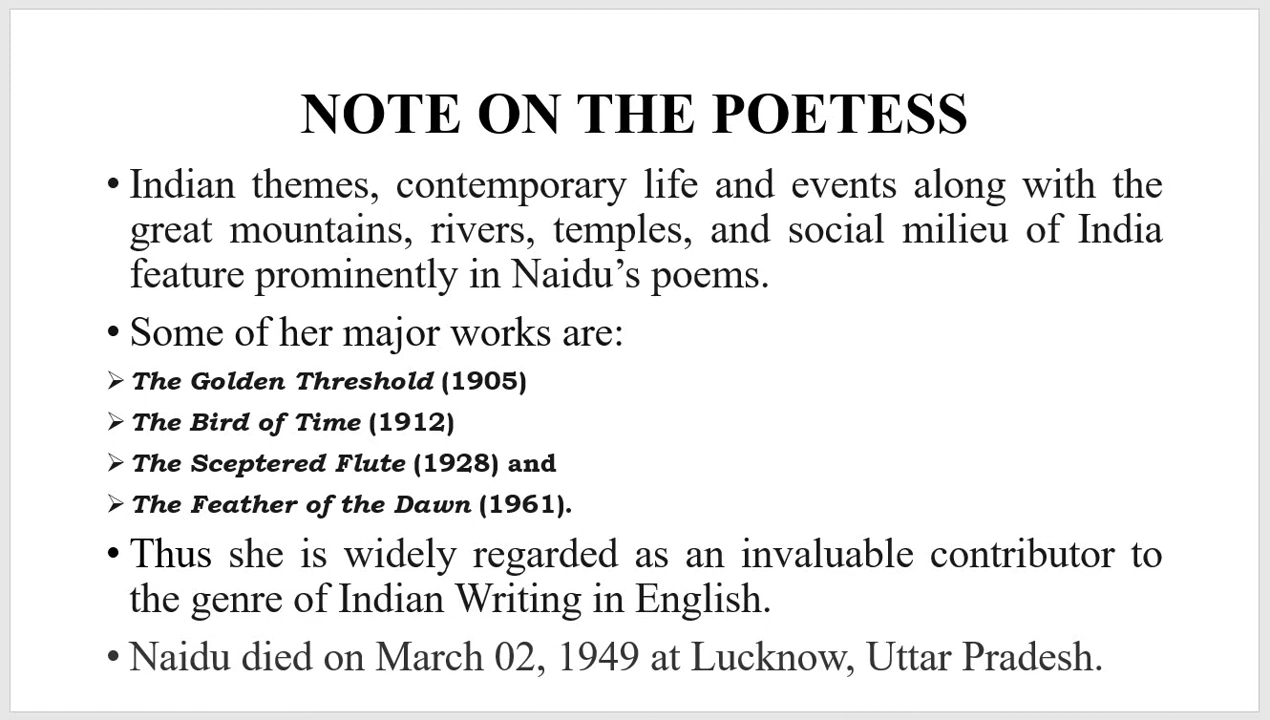 NOTE ON THE POETESS
• Indian themes, contemporary life and events along with the
great mountains, rivers, temples, and social milieu of India
feature prominently in Naidu’s poems.
• Some of her major works are:
➢ The Golden Threshold (1905)
➢ The Bird of Time (1912)
➢ The Sceptered Flute (1928) and
➢ The Feather of the Dawn (1961).
• Thus she is widely regarded as an invaluable contributor to
the genre of Indian Writing in English.
• Naidu died on March 02, 1949 at Lucknow, Uttar Pradesh.